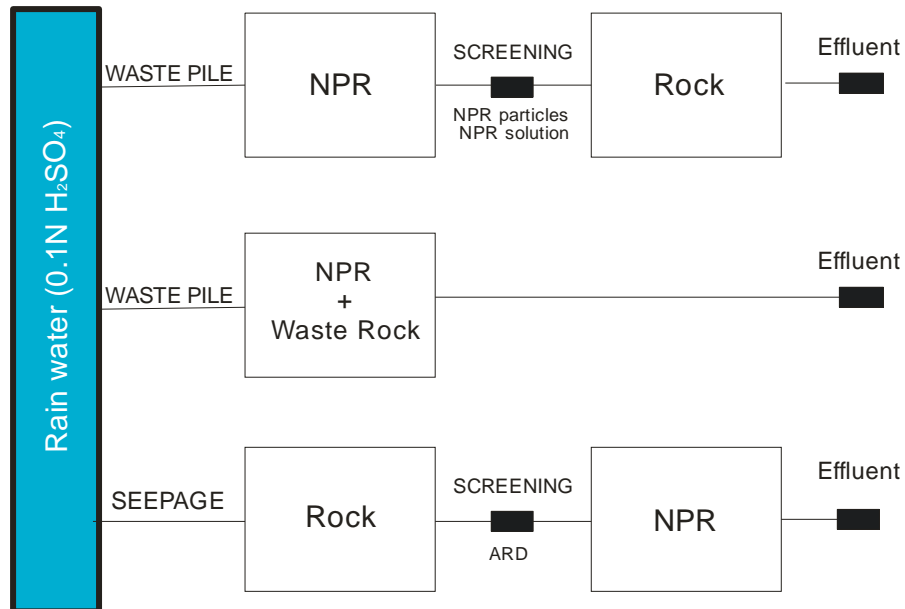 Rain water (0.1N H₂SO₄)
WASTE PILE
NPR
SCREENING
NPR particles
NPR solution
Rock
Effluent
WASTE PILE
NPR
+
Waste Rock
Effluent
SEEPAGE
Rock
SCREENING
ARD
NPR
Effluent